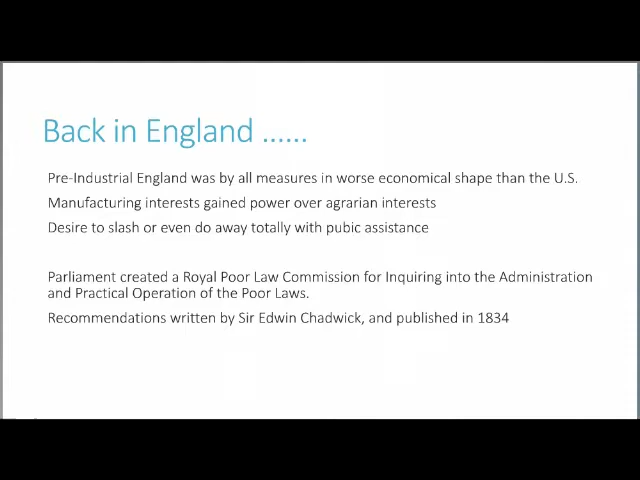 Back in England ......
Pre-Industrial England was by all measures in worse economical shape than the U.S.
Manufacturing interests gained power over agrarian interests
Desire to slash or even do away totally with pubic assistance
Parliament created a Royal Poor Law Commission for Inquiring into the Administration
and Practical Operation of the Poor Laws.
Recommendations written by Sir Edwin Chadwick, and published in 1834